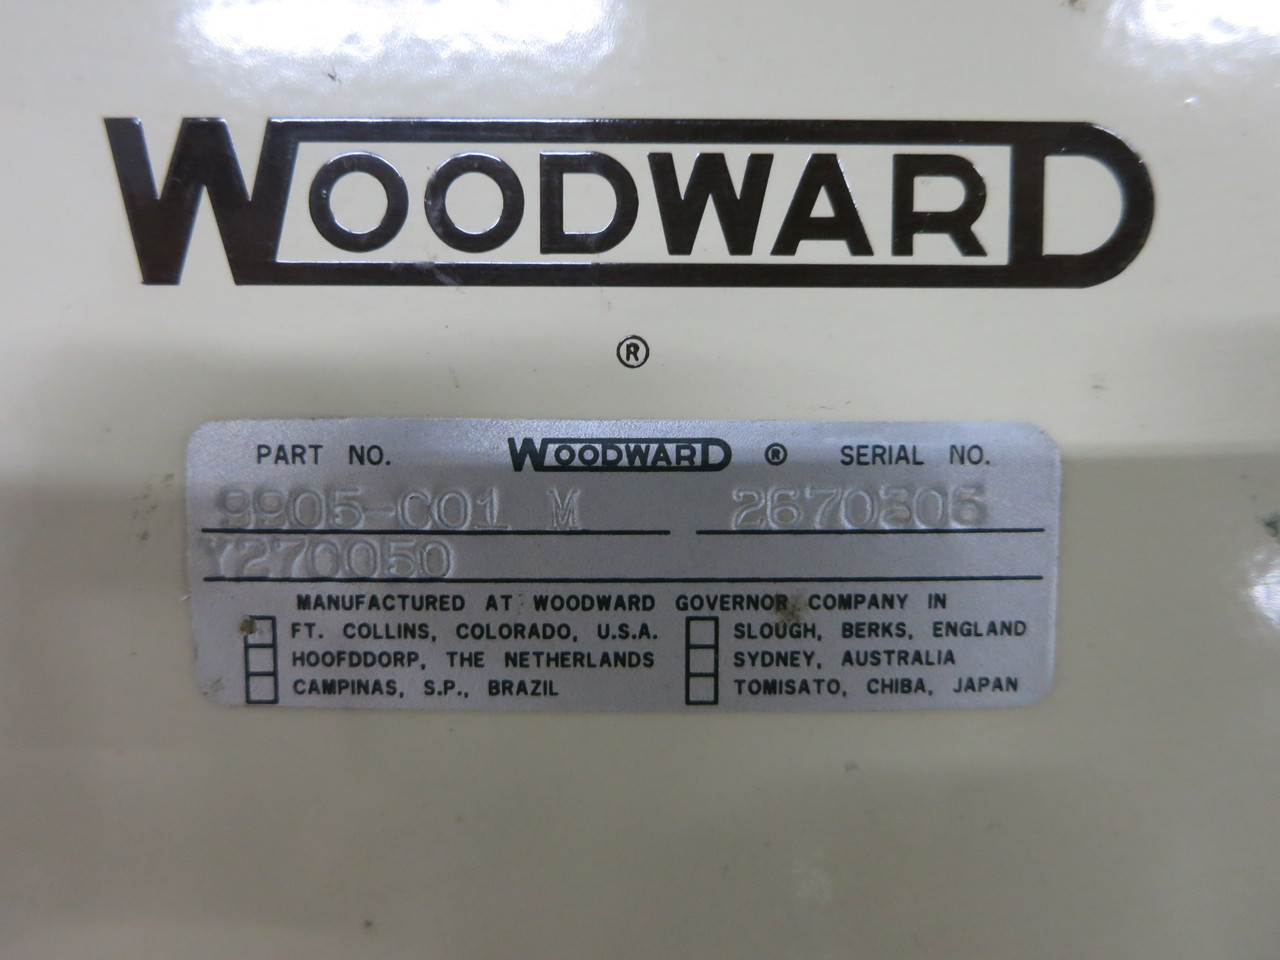 WOODWARD
®
PART NO. WOODWARD ® SERIAL NO.
9905-001 M 2670306
Y270050
MANUFACTURED AT WOODWARD GOVERNOR COMPANY IN
FT. COLLINS, COLORADO, U.S.A. SLOUGH, BERKS, ENGLAND
HOOFDDORP, THE NETHERLANDS SYDNEY, AUSTRALIA
CAMPINAS, S.P., BRAZIL TOMISATO, CHIBA, JAPAN